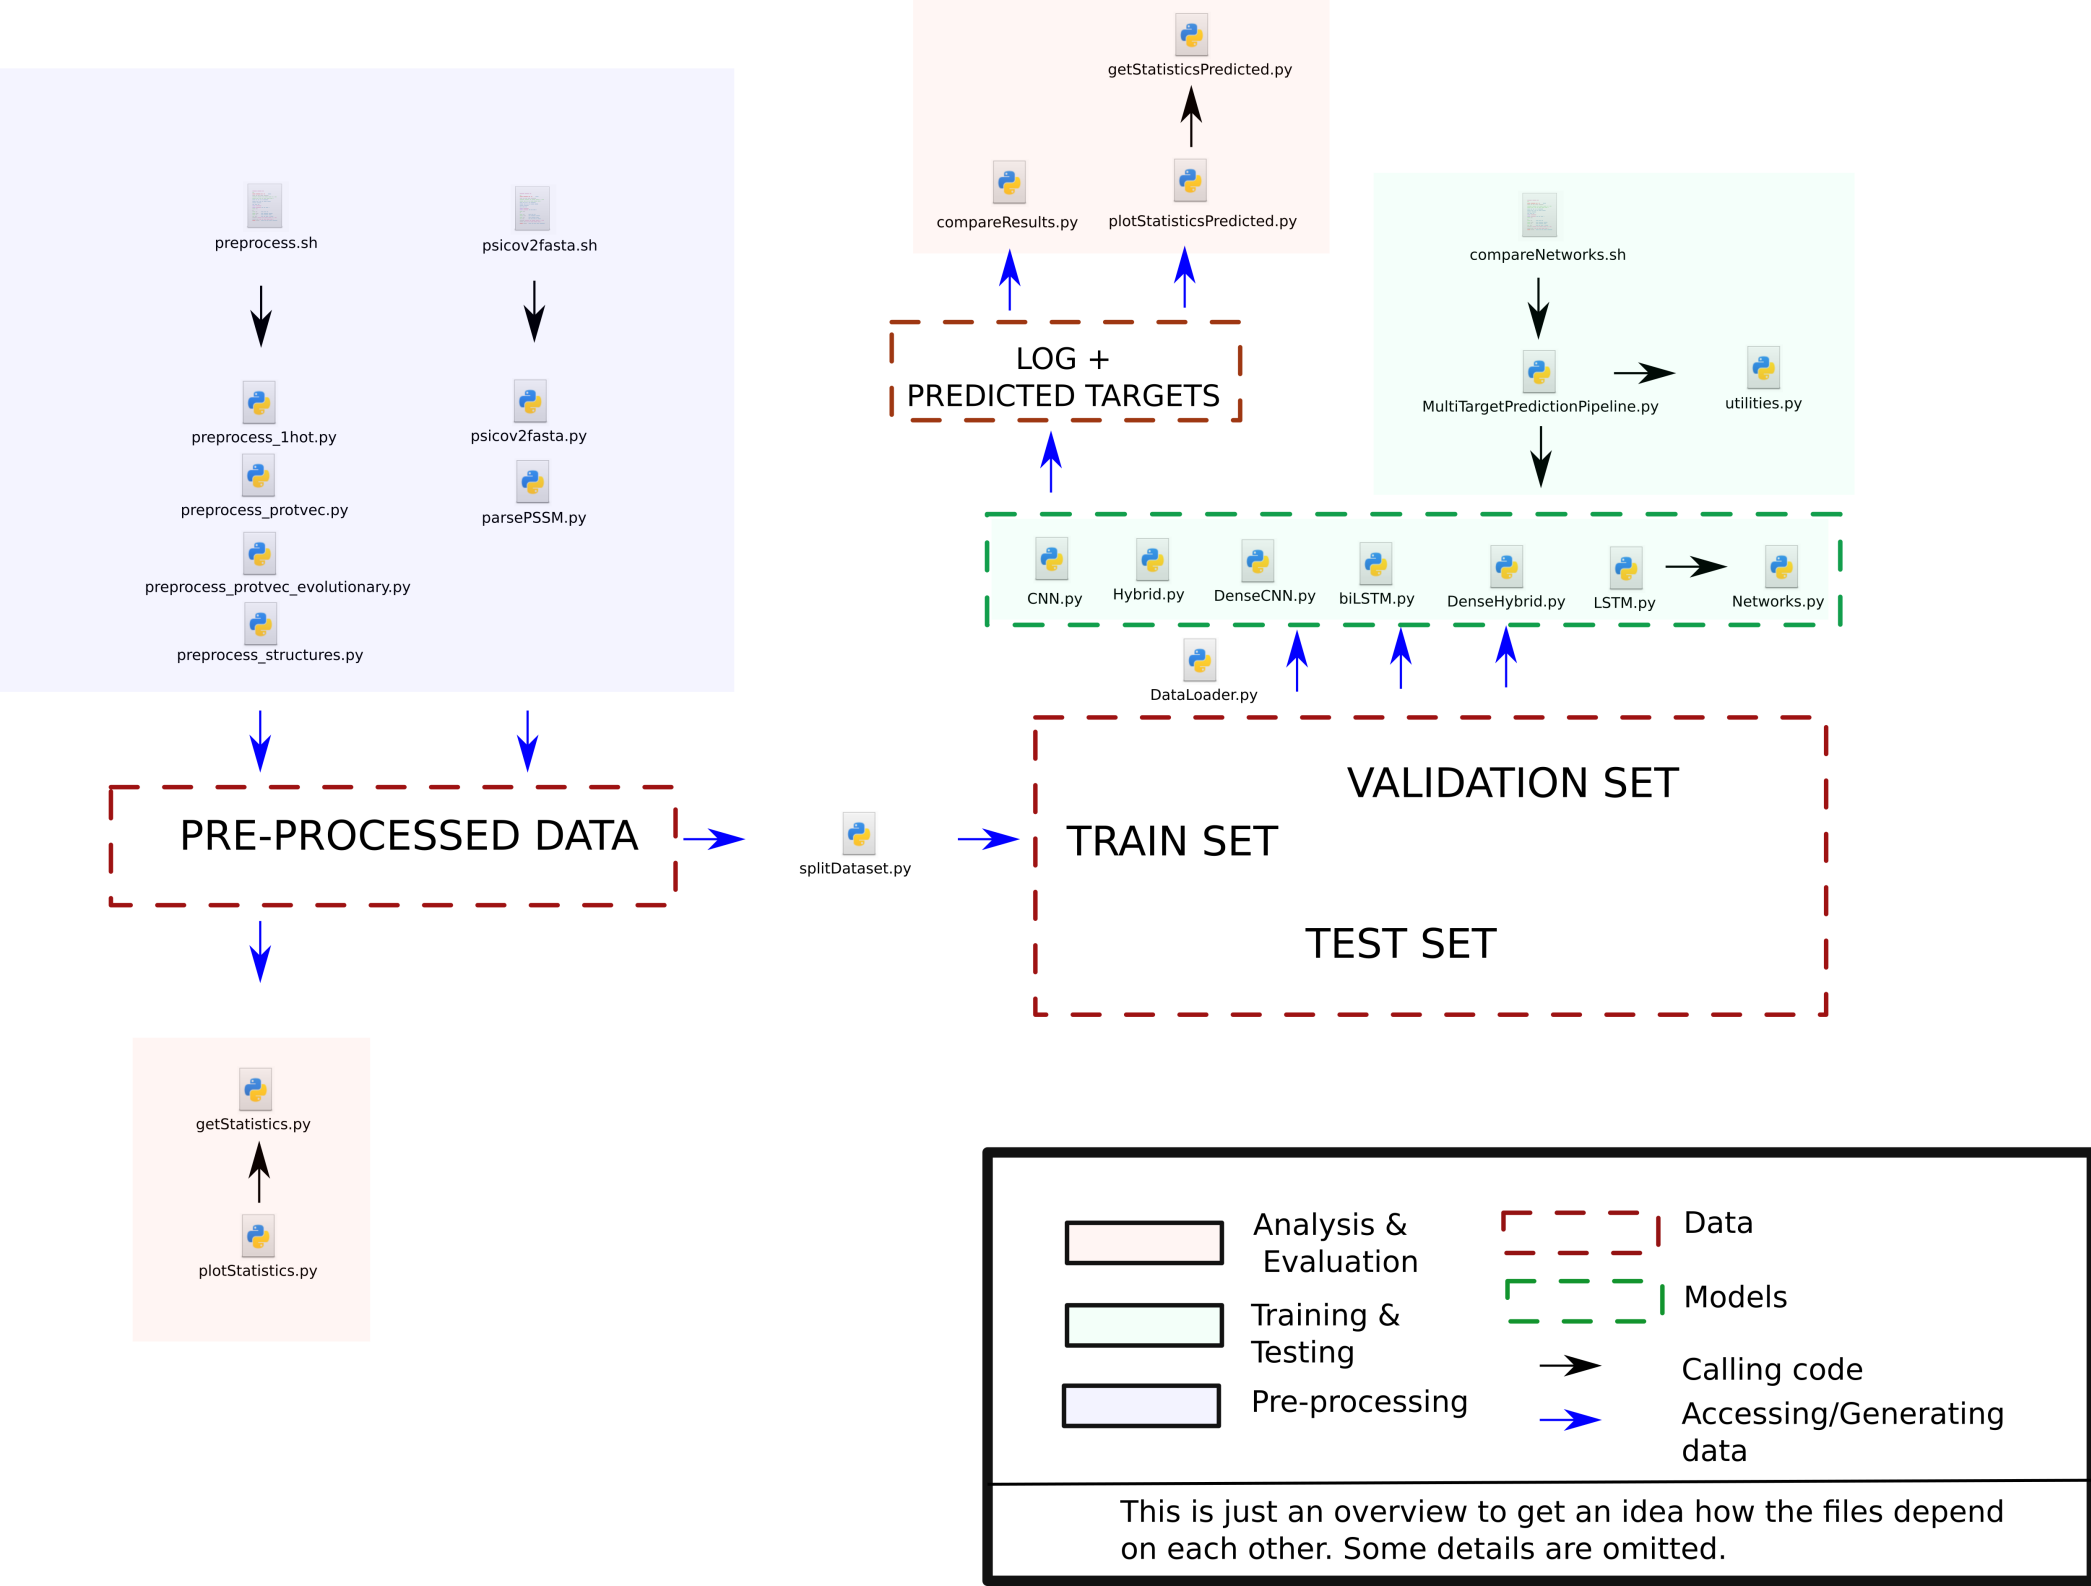 getStatisticsPredicted.py
compareResults.py
plotStatisticsPredicted.py
preprocess.sh
psicov2fasta.sh
preprocess_1hot.py
psicov2fasta.py
preprocess_protvec.py
parsePSSM.py
preprocess_protvec_evolutionary.py
preprocess_structures.py
compareNetworks.sh
MultiTargetPredictionPipeline.py
utilities.py
LOG +
PREDICTED TARGETS
CNN.py
Hybrid.py
DenseCNN.py
biLSTM.py
DenseHybrid.py
LSTM.py
Networks.py
DataLoader.py
PRE-PROCESSED DATA
splitDataset.py
VALIDATION SET
TRAIN SET
TEST SET
getStatistics.py
plotStatistics.py
Analysis &
Evaluation
Training &
Testing
Pre-processing
Data
Models
Calling code
Accessing/Generating
data
This is just an overview to get an idea how the files depend
on each other. Some details are omitted.